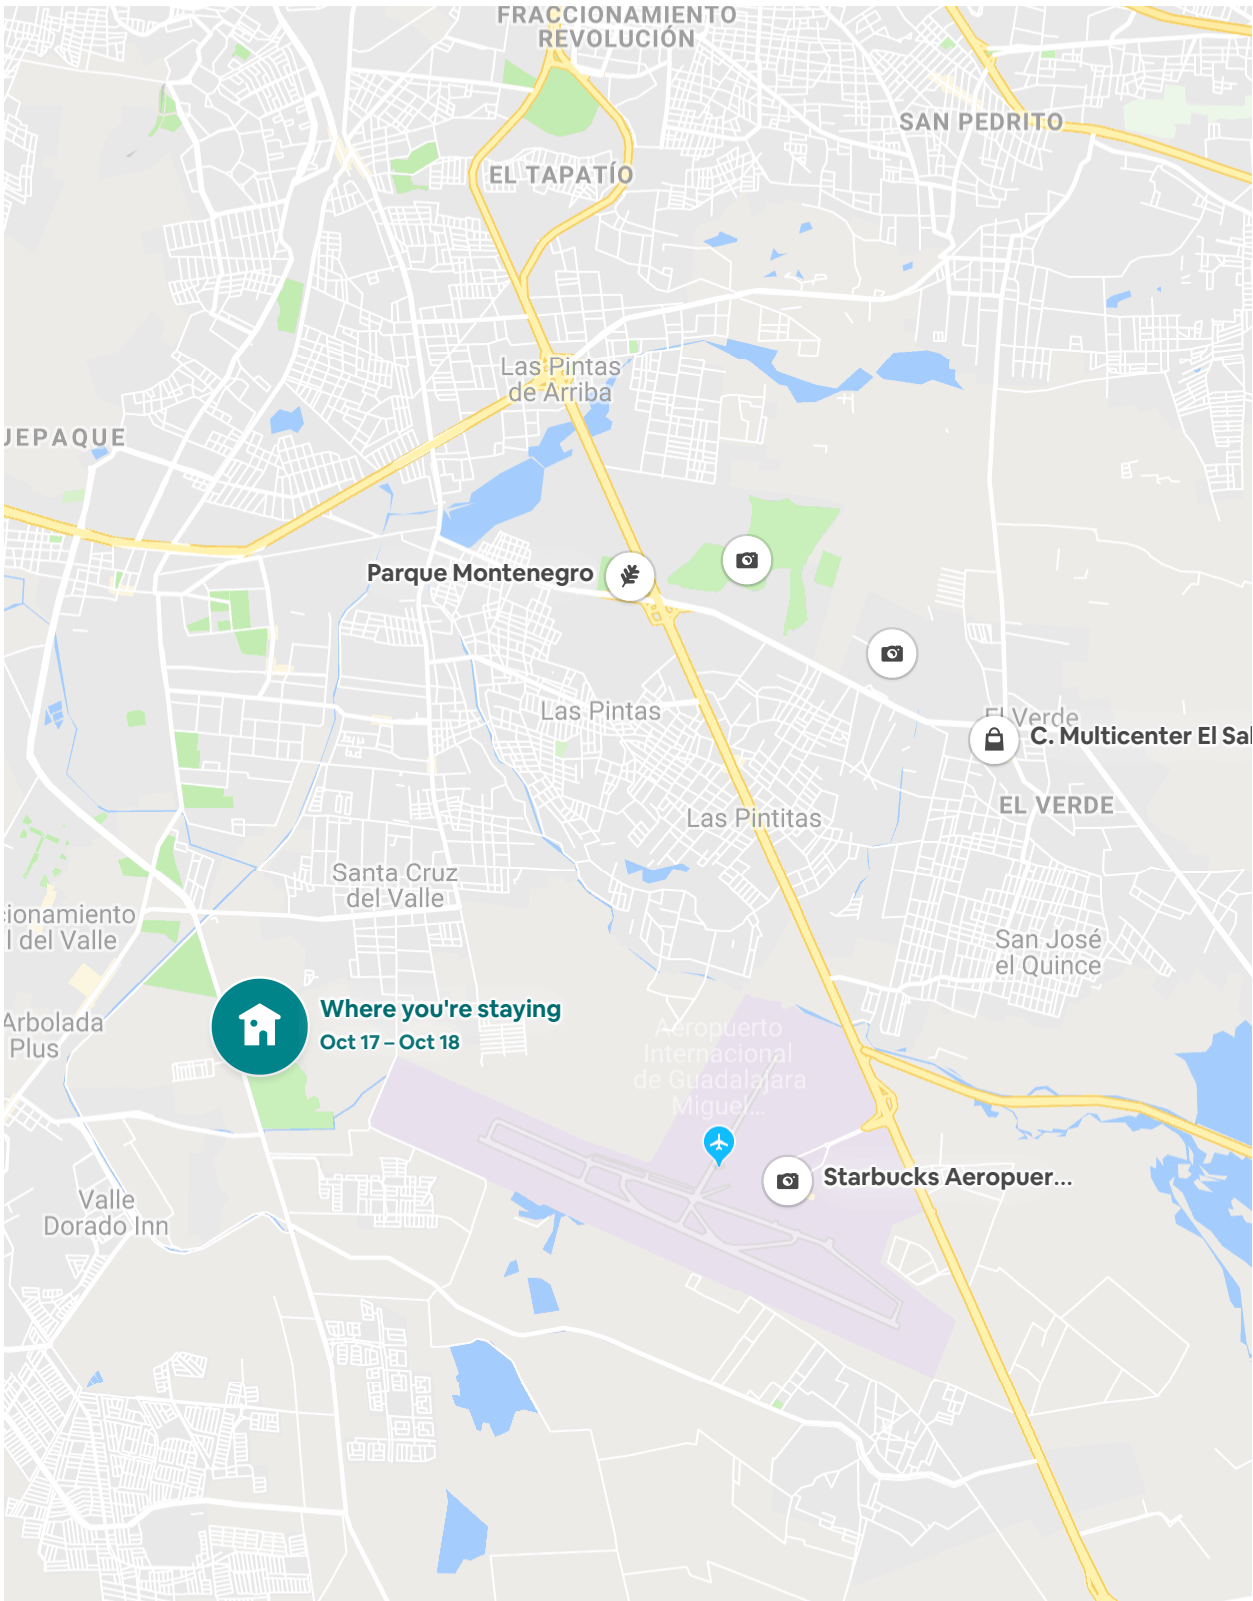 FRACCIONAMIENTO
REVOLUCIÓN
SAN PEDRITO
EL TAPATÍO
Las Pintas
de Arriba
JEPAQUE
Parque Montenegro
Las Pintas
El Verde
C. Multicenter El Sal
EL VERDE
Las Pintitas
Santa Cruz
del Valle
cionamiento
l del Valle
San José
el Quince
Where you're staying
Oct 17 – Oct 18
Arbolada
Plus
Aeropuerto
Internacional
de Guadalajara
Miguel...
Starbucks Aeropuer...
Valle
Dorado Inn